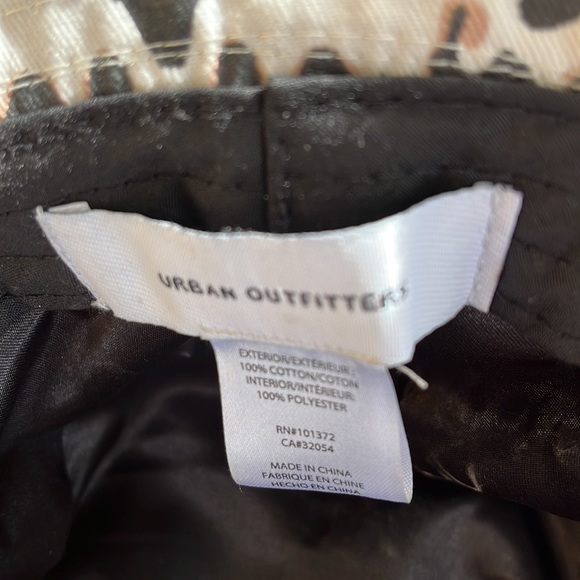 URBAN OUTFITTERS
EXTERIOR/EXTÉRIEUR:
100% COTTON/COTON
INTERIOR/INTÉRIEUR:
100% POLYESTER
RN#101372
CA#32054
MADE IN CHINA
FABRIQUE EN CHINE
HECHO EN CHINA